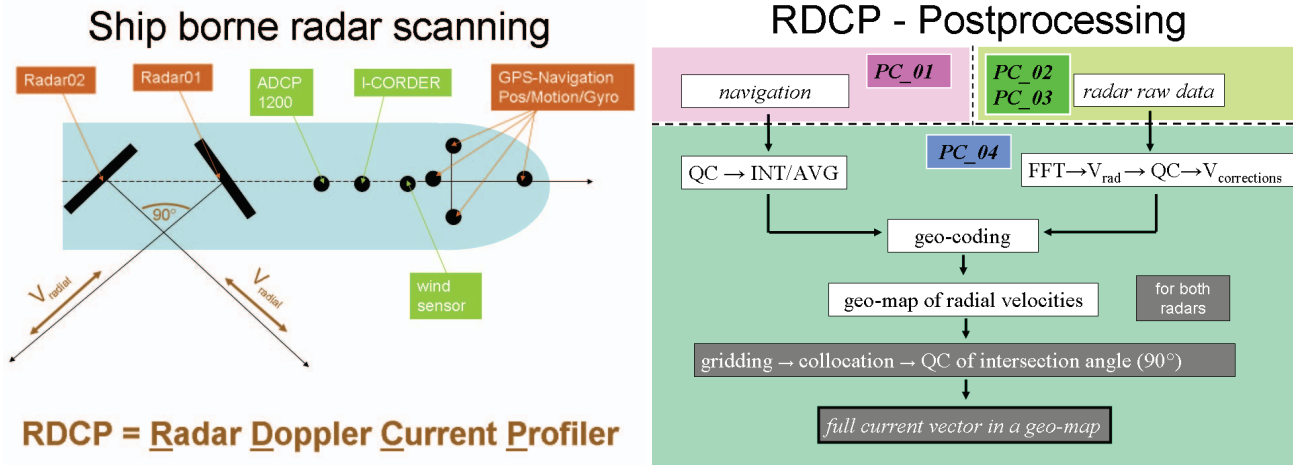 Ship borne radar scanning
Radar02
Radar01
ADCP
1200
I-CORDER
GPS-Navigation
Pos/Motion/Gyro
90°
V radial
V radial
wind
sensor
RDCP = Radar Doppler Current Profiler
RDCP - Postprocessing
navigation
PC_01
PC_02
PC_03
radar raw data
PC_04
QC → INT/AVG
FFT→Vrad→ QC→Vcorrections
geo-coding
geo-map of radial velocities
for both
radars
gridding → collocation → QC of intersection angle (90°)
full current vector in a geo-map